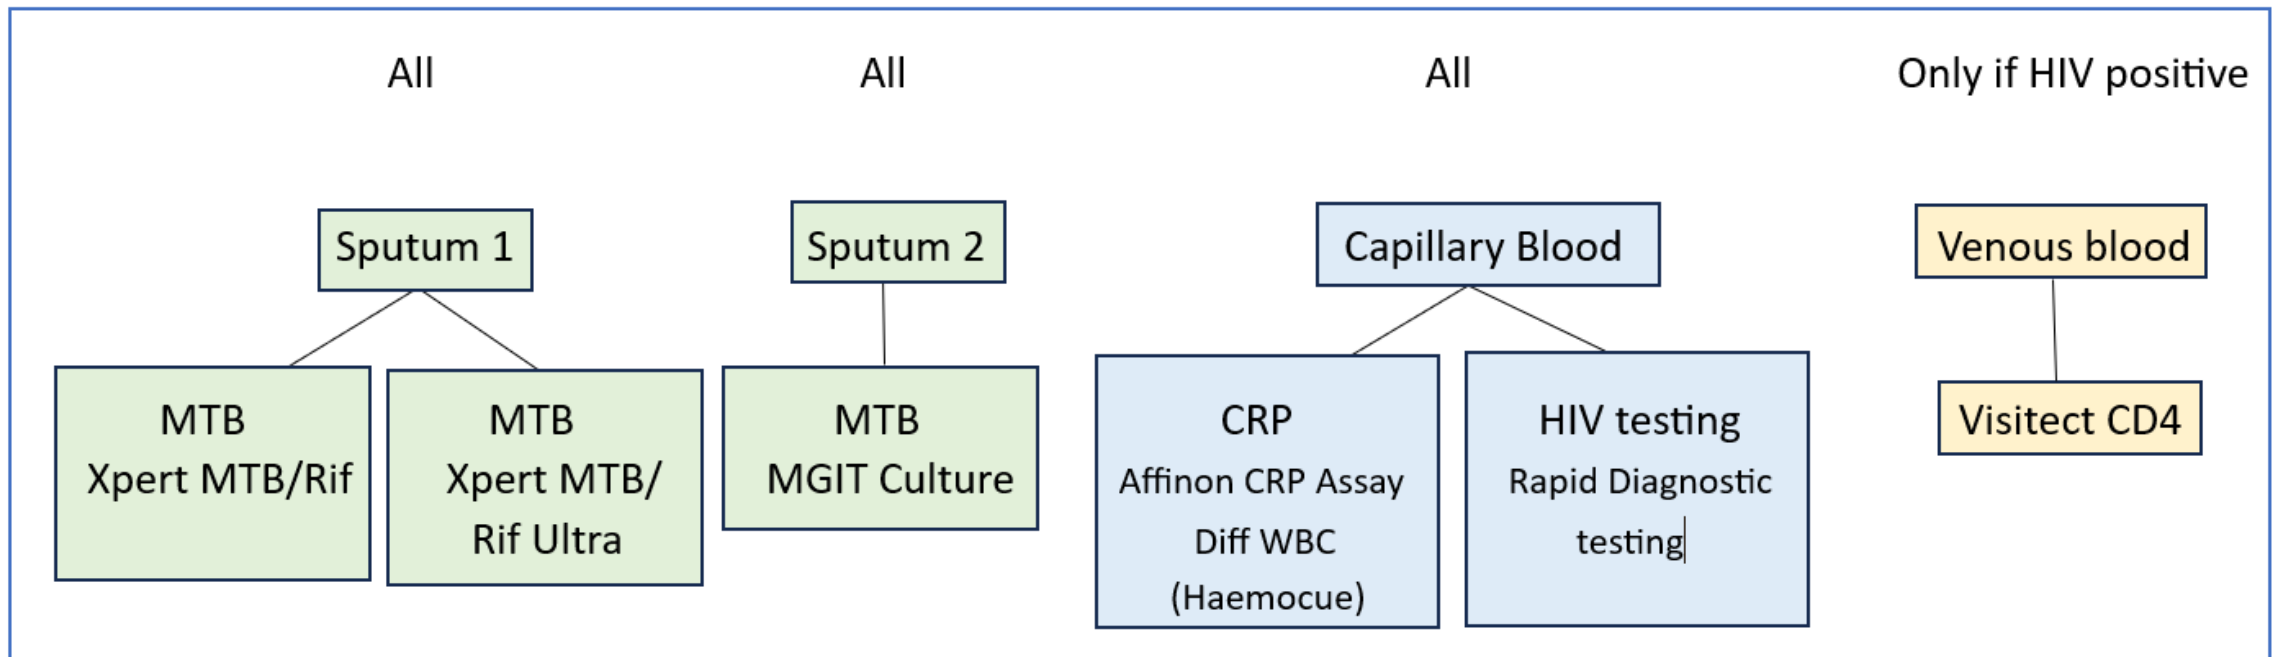 All
All
All
Only if HIV positive
Sputum 1
Sputum 2
Capillary Blood
Venous blood
MTB
Xpert MTB/Rif
MTB
Xpert MTB/
Rif Ultra
MTB
MGIT Culture
CRP
Affinon CRP Assay
Diff WBC
(Haemocue)
HIV testing
Rapid Diagnostic
testing
Visitect CD4